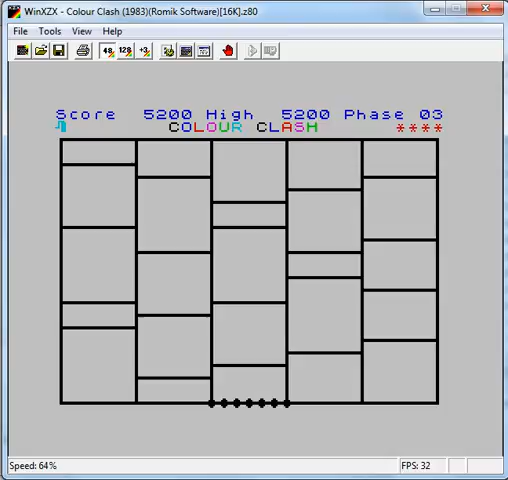 WinXZX - Colour Clash (1983)(Romik Software)[16K].z80
File Tools View Help
48 128 +3
Score 5200 High 5200 Phase 03
COLOUR CLASH ****
Speed: 64% FPS: 32